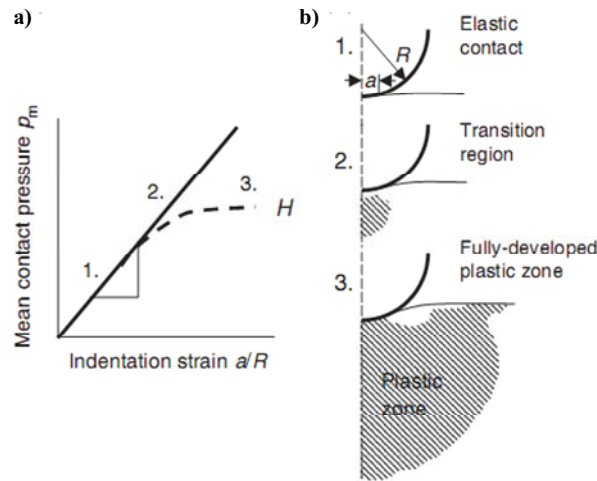 a)
Mean contact pressure pm
1.
2.
3.
H
Indentation strain a/R
b)
1.
R
a
Elastic
contact
2.
Transition
region
3.
Fully-developed
plastic zone
Plastic
zone